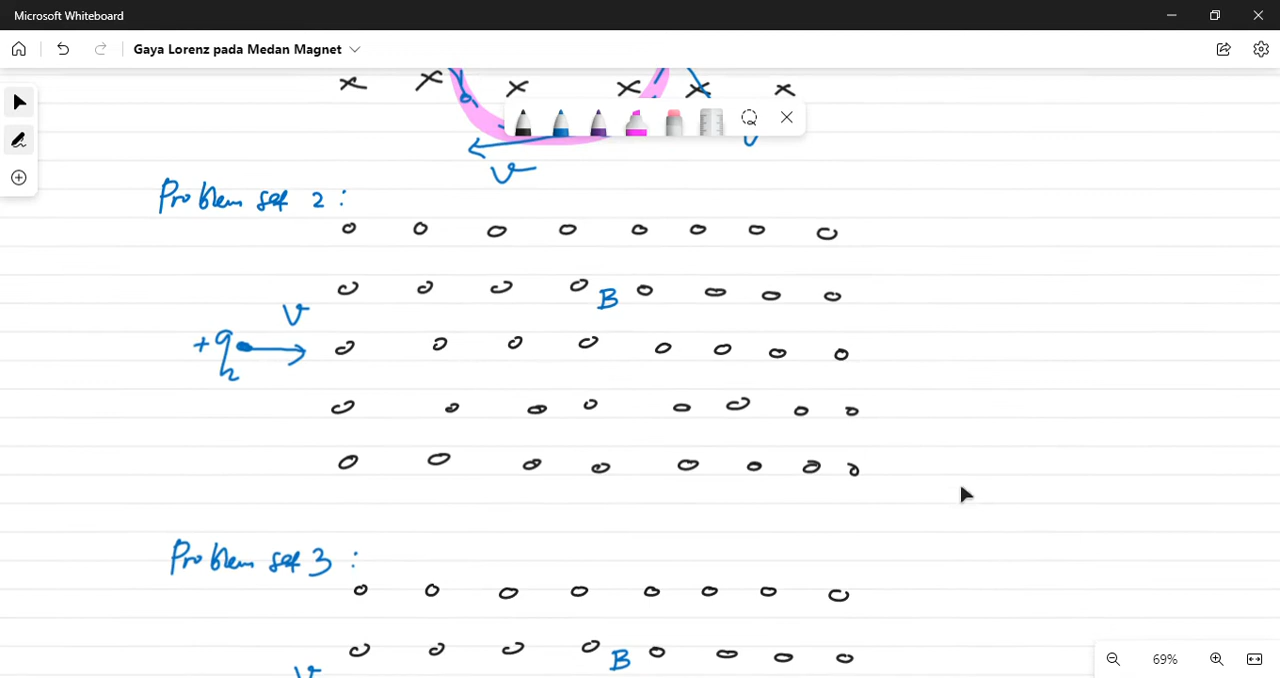 Microsoft Whiteboard
Gaya Lorenz pada Medan Magnet
V
Problem set 2 :
B
V
+q
Problem set 3 :
B
V
69%